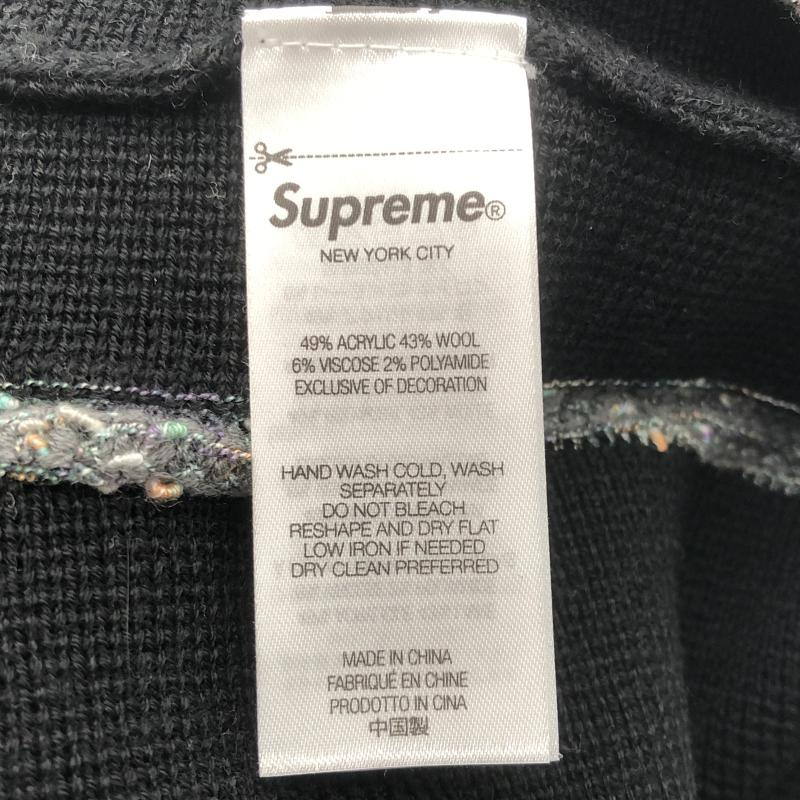 Supreme®
NEW YORK CITY
49% ACRYLIC 43% WOOL
6% VISCOSE 2% POLYAMIDE
EXCLUSIVE OF DECORATION
HAND WASH COLD, WASH
SEPARATELY
DO NOT BLEACH
RESHAPE AND DRY FLAT
LOW IRON IF NEEDED
DRY CLEAN PREFERRED
MADE IN CHINA
FABRIQUÉ EN CHINE
PRODOTTO IN CINA
中国製